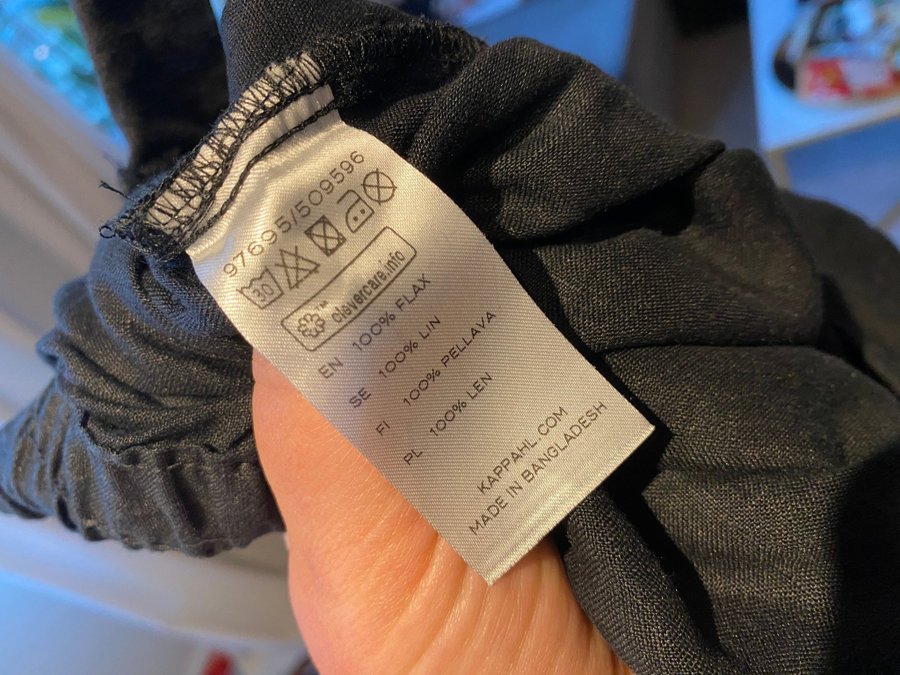 97695/509596
30
clevercare.info
EN 100% FLAX
SE 100% LIN
FI 100% PELLAVA
PL 100% LEN
KAPPAHL.COM
MADE IN BANGLADESH